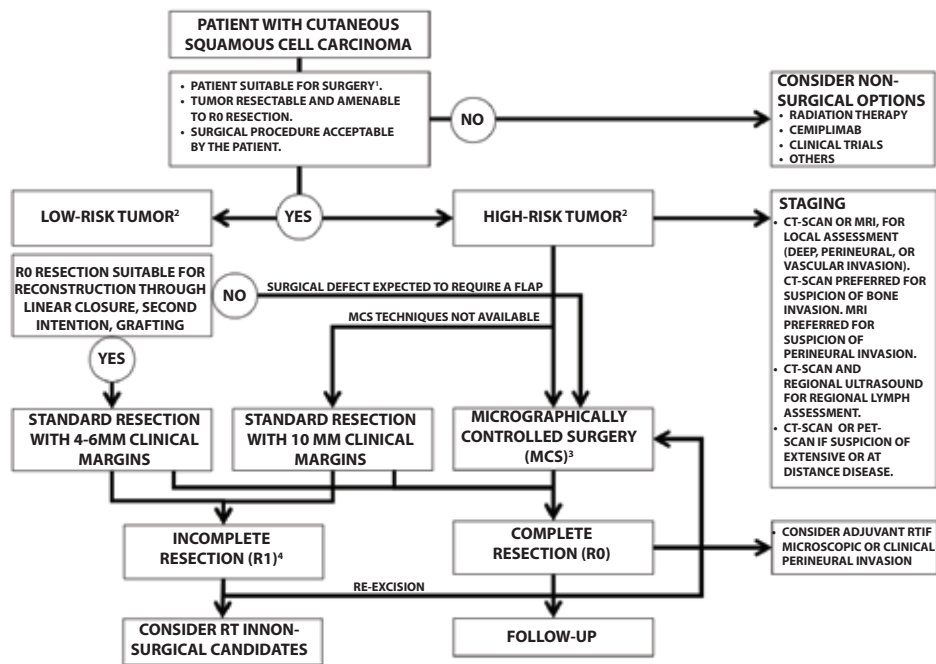 PATIENT WITH CUTANEOUS
SQUAMOUS CELL CARCINOMA
• PATIENT SUITABLE FOR SURGERY¹.
• TUMOR RESECTABLE AND AMENABLE
TO R0 RESECTION.
• SURGICAL PROCEDURE ACCEPTABLE
BY THE PATIENT.
NO
CONSIDER NON-
SURGICAL OPTIONS
• RADIATION THERAPY
• CEMIPLIMAB
• CLINICAL TRIALS
• OTHERS
LOW-RISK TUMOR²
YES
HIGH-RISK TUMOR²
STAGING
• CT-SCAN OR MRI, FOR
LOCAL ASSESSMENT
(DEEP, PERINEURAL, OR
VASCULAR INVASION).
CT-SCAN PREFERRED FOR
SUSPICION OF BONE
INVASION. MRI
PREFERRED FOR
SUSPICION OF
PERINEURAL INVASION.
• CT-SCAN AND
REGIONAL ULTRASOUND
FOR REGIONAL LYMPH
ASSESSMENT.
• CT-SCAN OR PET-
SCAN IF SUSPICION OF
EXTENSIVE OR AT
DISTANCE DISEASE.
R0 RESECTION SUITABLE FOR
RECONSTRUCTION THROUGH
LINEAR CLOSURE, SECOND
INTENTION, GRAFTING
NO
SURGICAL DEFECT EXPECTED TO REQUIRE A FLAP
MCS TECHNIQUES NOT AVAILABLE
YES
STANDARD RESECTION
WITH 4-6MM CLINICAL
MARGINS
STANDARD RESECTION
WITH 10 MM CLINICAL
MARGINS
MICROGRAPHICALLY
CONTROLLED SURGERY
(MCS)³
INCOMPLETE
RESECTION (R1)⁴
COMPLETE
RESECTION (R0)
• CONSIDER ADJUVANT RTIF
MICROSCOPIC OR CLINICAL
PERINEURAL INVASION
RE-EXCISION
CONSIDER RT INNON-
SURGICAL CANDIDATES
FOLLOW-UP